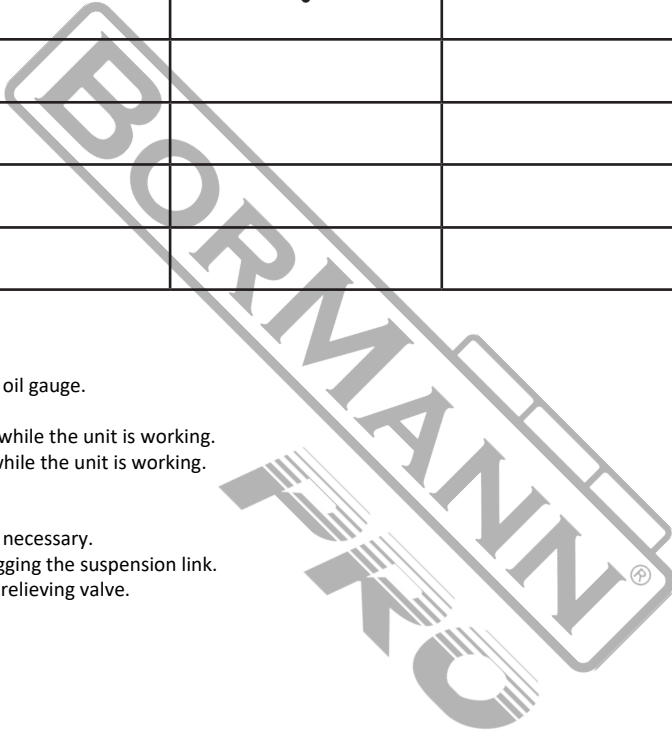 oil gauge.
while the unit is working.
while the unit is working.
necessary.
gging the suspension link.
relieving valve.
BORMANN®
PRO